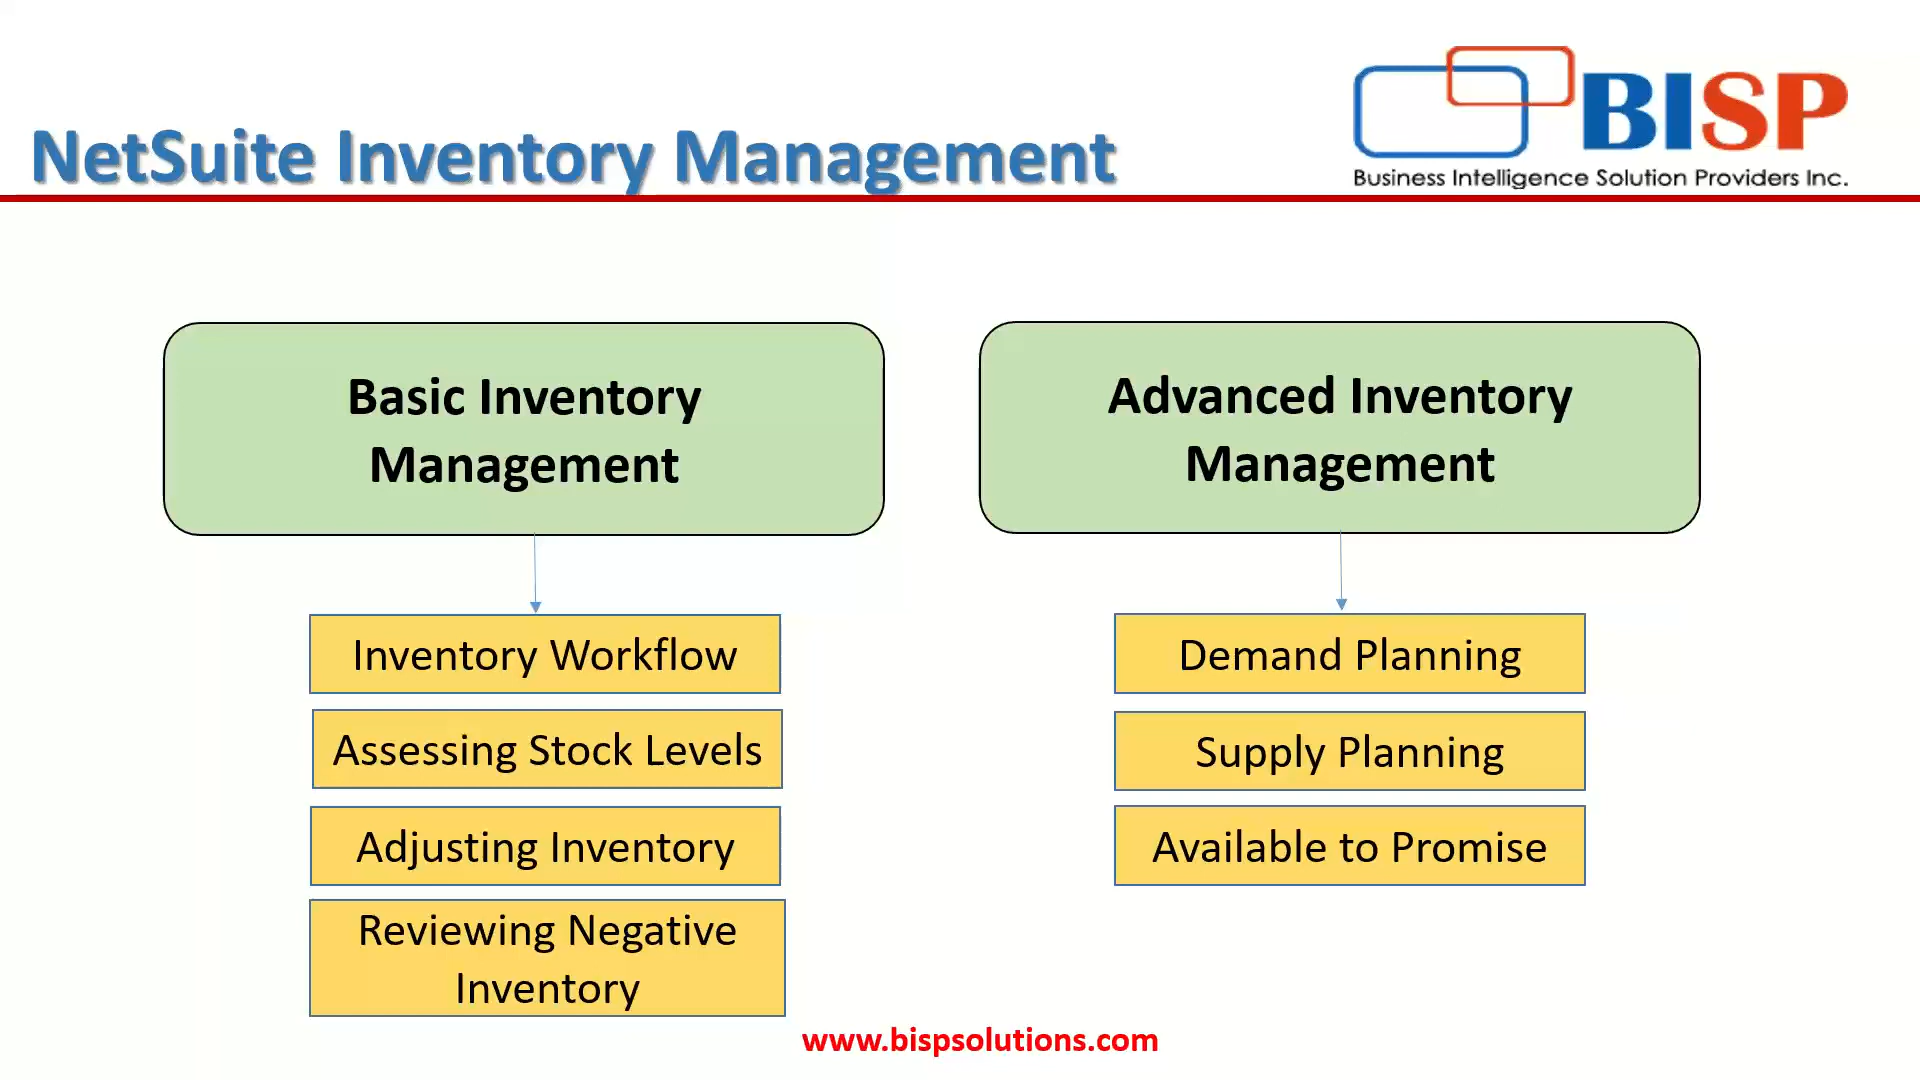 BISP
Business Intelligence Solution Providers Inc.
NetSuite Inventory Management
Basic Inventory
Management
Inventory Workflow
Assessing Stock Levels
Adjusting Inventory
Reviewing Negative
Inventory
Advanced Inventory
Management
Demand Planning
Supply Planning
Available to Promise
www.bispsolutions.com